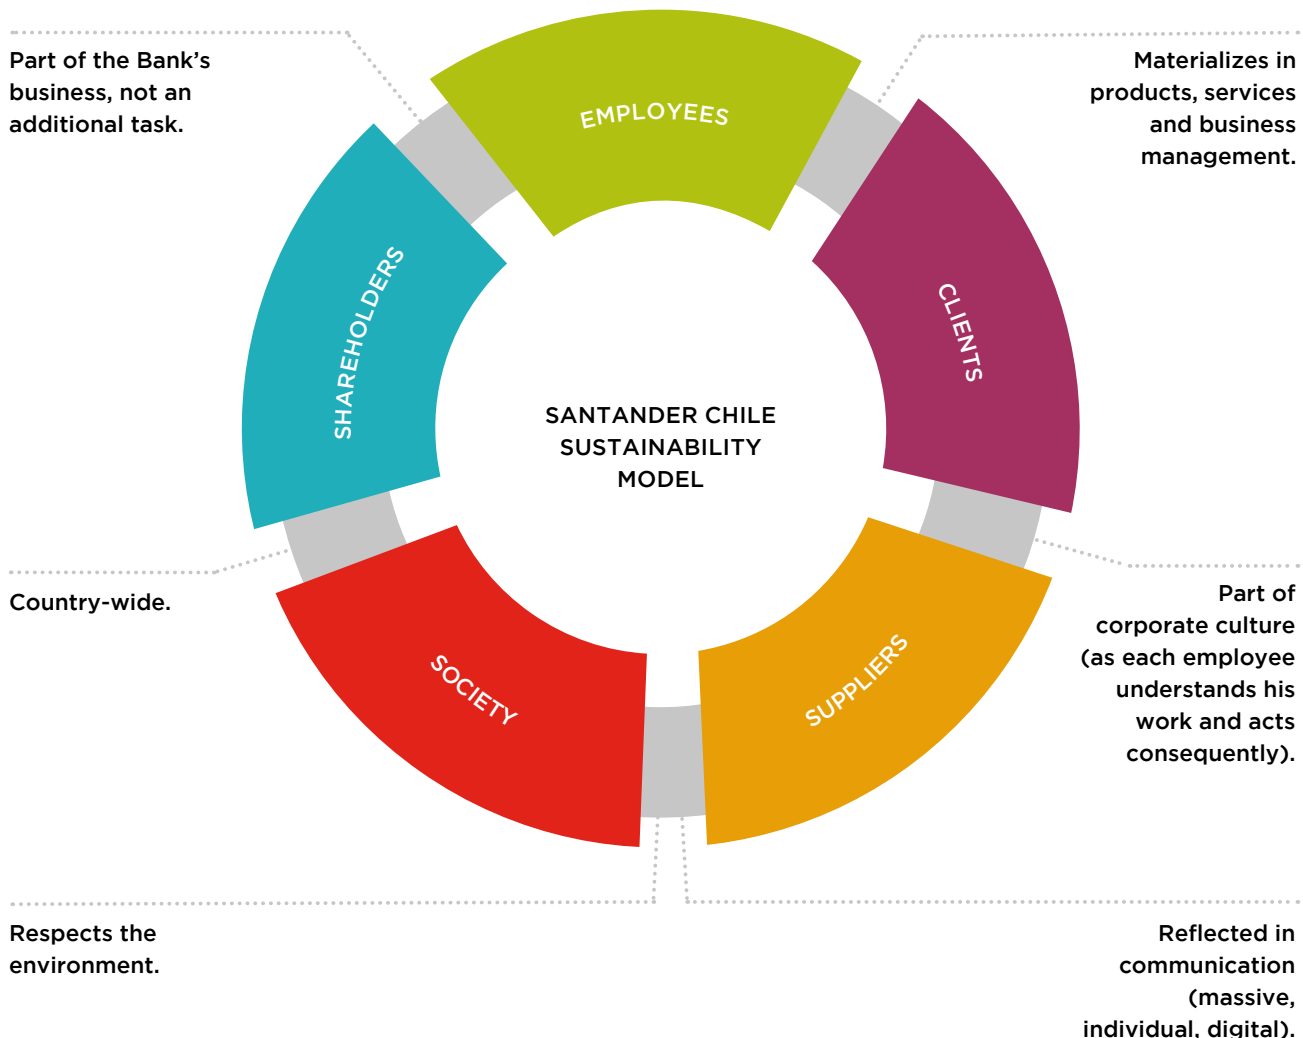 Part of the Bank's
business, not an
additional task.
EMPLOYEES
Materializes in
products, services
and business
management.
SHAREHOLDERS
CLIENTS
SANTANDER CHILE
SUSTAINABILITY
MODEL
Country-wide.
Part of
corporate culture
(as each employee
understands his
work and acts
consequently).
SOCIETY
SUPPLIERS
Respects the
environment.
Reflected in
communication
(massive,
individual, digital).